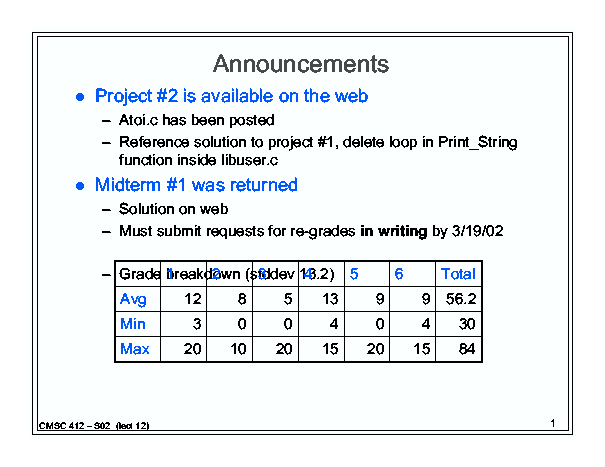 Announcements
● Project #2 is available on the web
– Atoi.c has been posted
– Reference solution to project #1, delete loop in Print_String
function inside libuser.c
● Midterm #1 was returned
– Solution on web
– Must submit requests for re-grades in writing by 3/19/02
– Grade breakdown (stddev 13.2)
1 2 3 4 5 6 Total
Avg 12 8 5 13 9 9 56.2
Min 3 0 0 4 0 4 30
Max 20 10 20 15 20 15 84
CMSC 412 – S02 (lect 12)
1